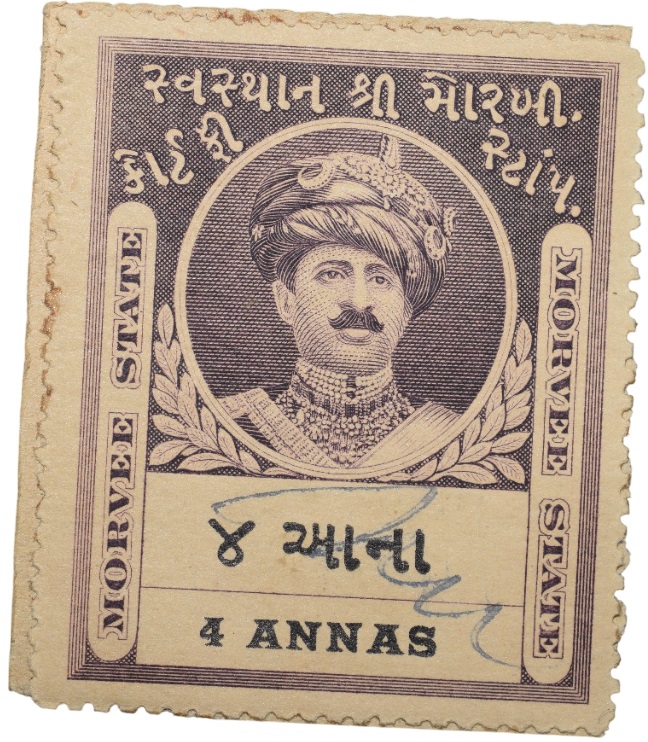 સ્વસ્થાન શ્રી મોરબી.
કોર્ટ ફી સ્ટાંપ.
MORVEE STATE
MORVEE STATE
૪ આના
4 ANNAS